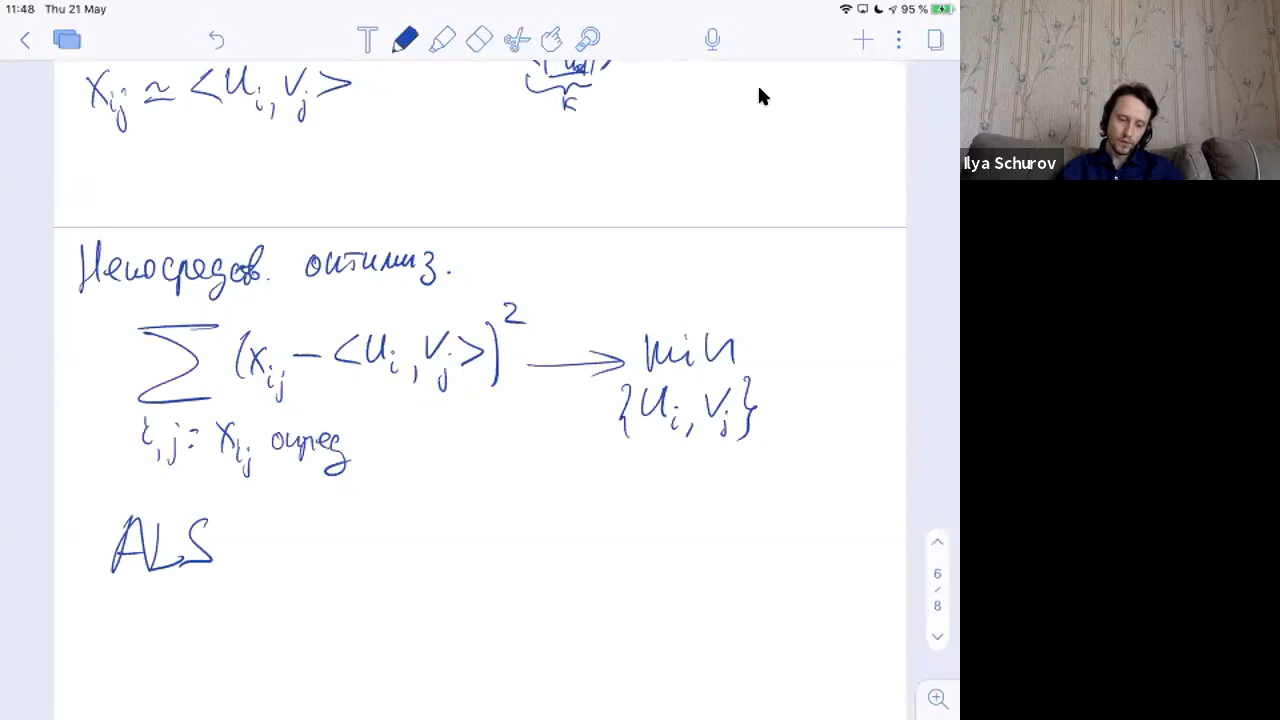 11:48 Thu 21 May
95 %
T
x_ij ≃ <u_i, v_j>
K
Ilya Schurov
Непосредств. оптимиз.
∑ (x_ij − <u_i, v_j>)² → min
{u_i, v_j}
i,j: x_ij опред
ALS
6
/
8